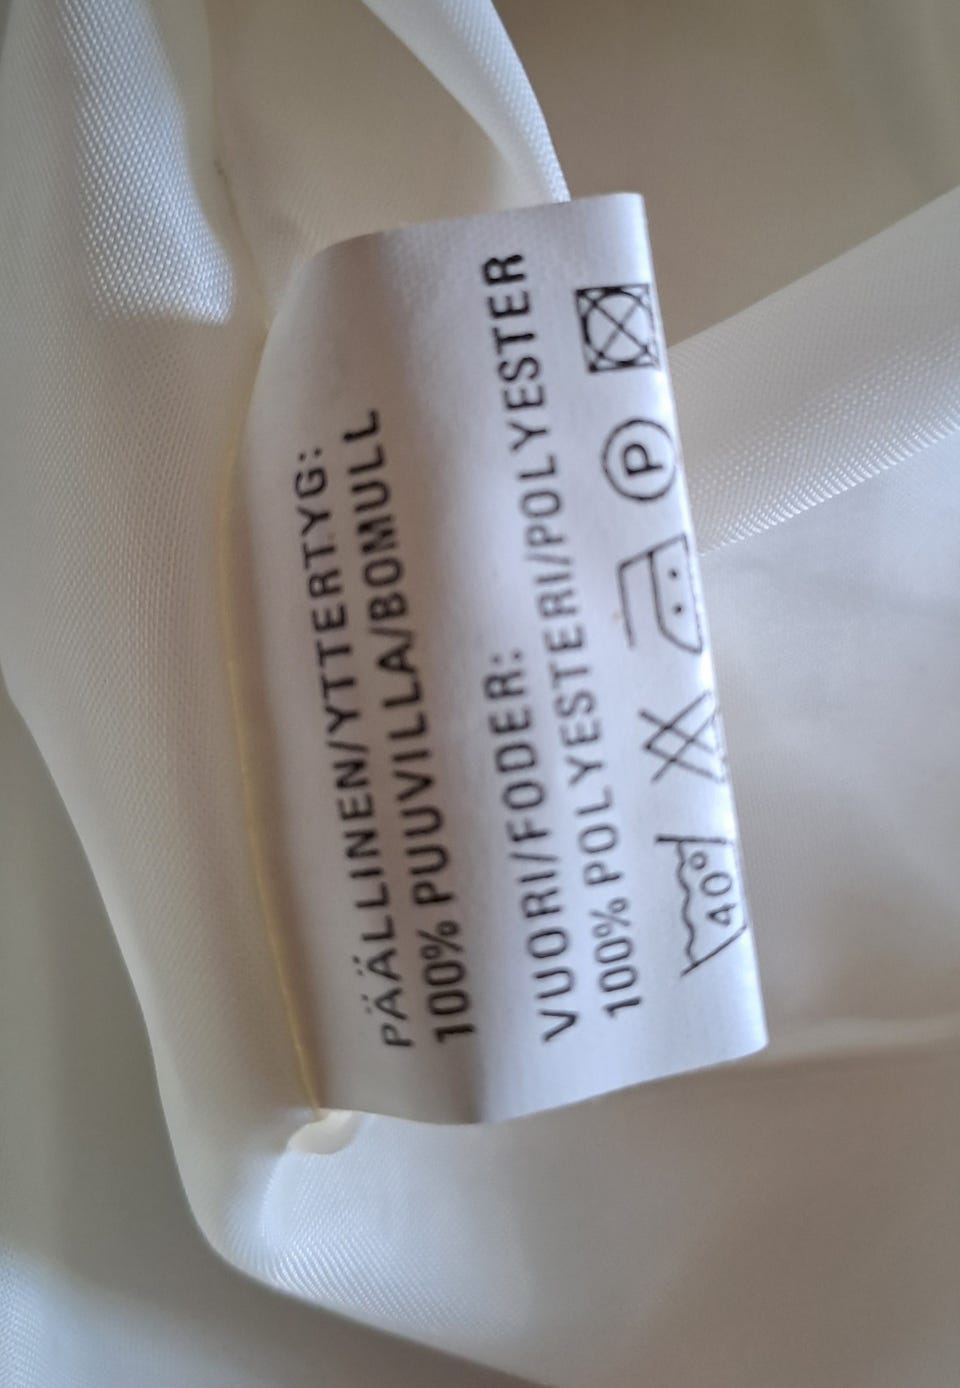 PÄÄLLINEN/YTTERTYG:
100% PUUVILLA/BOMULL
VUORI/FODER:
100% POLYESTERI/POLYESTER
40° P